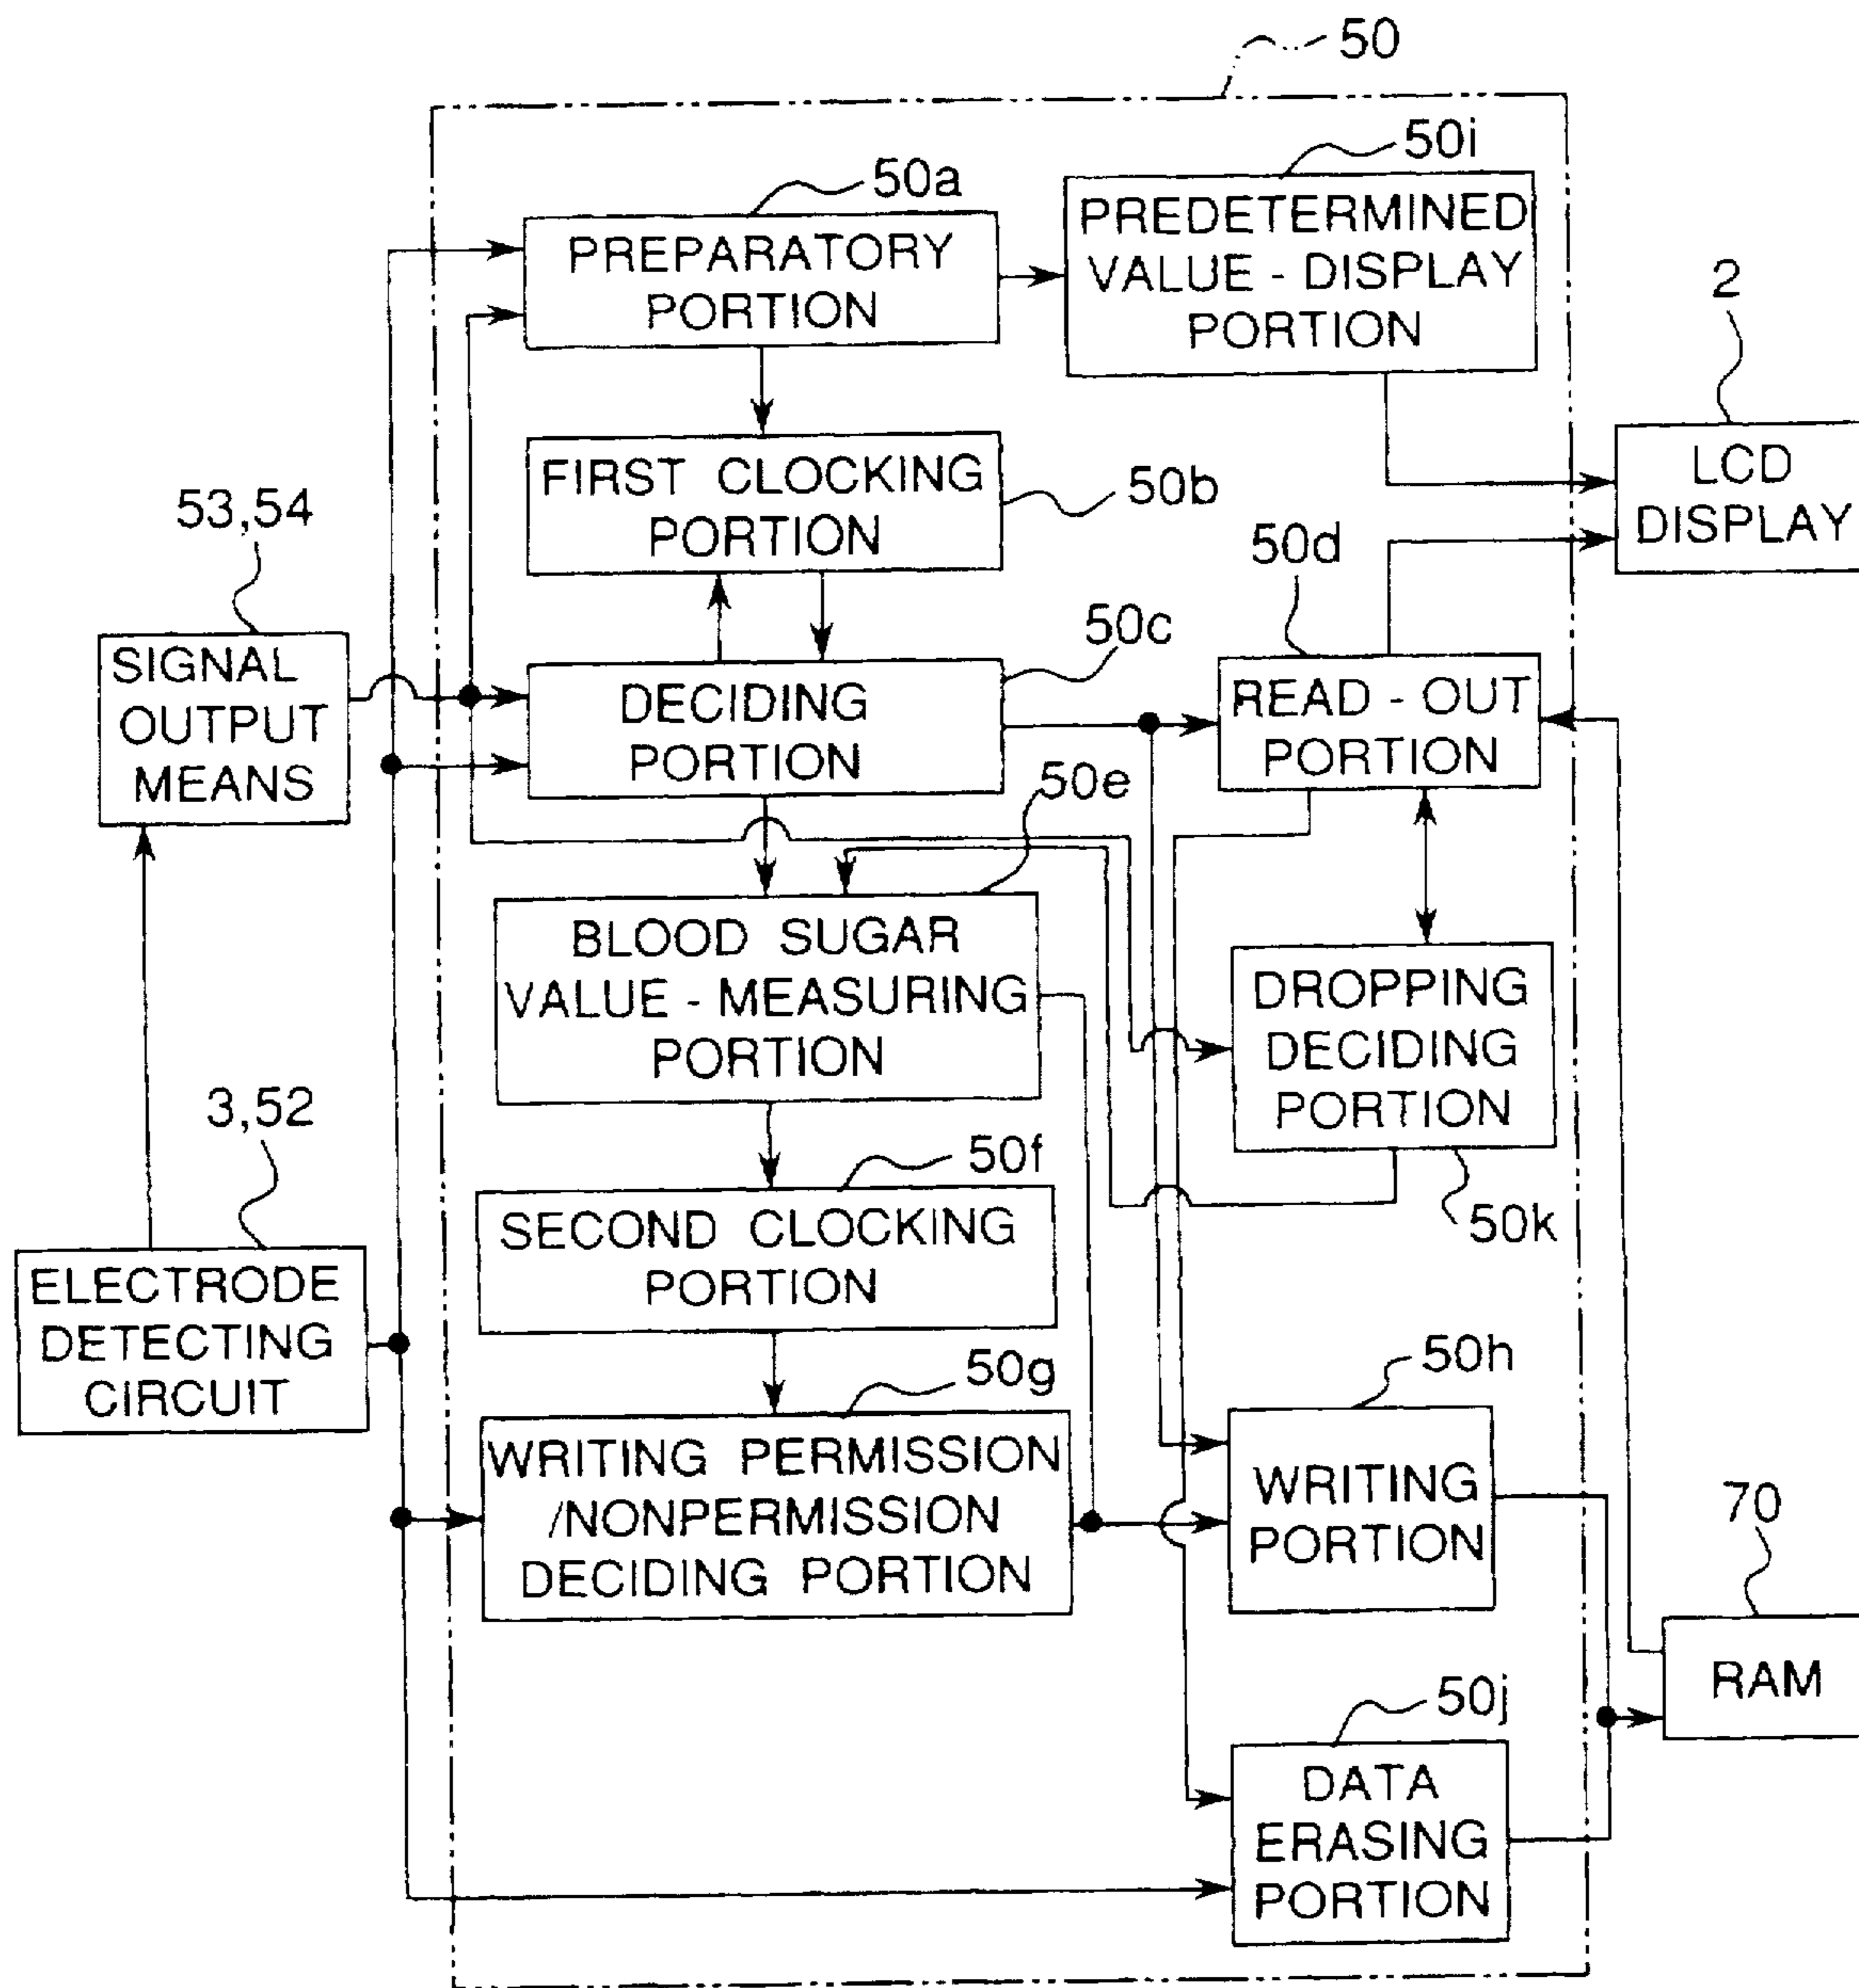 50
50i
50a
PREDETERMINED
VALUE - DISPLAY
PORTION
PREPARATORY
PORTION
2
LCD
DISPLAY
FIRST CLOCKING
PORTION
50b
53,54
50d
50c
SIGNAL
OUTPUT
MEANS
DECIDING
PORTION
READ - OUT
PORTION
50e
BLOOD SUGAR
VALUE - MEASURING
PORTION
DROPPING
DECIDING
PORTION
3,52
50f
50k
SECOND CLOCKING
PORTION
ELECTRODE
DETECTING
CIRCUIT
50g
50h
WRITING PERMISSION
/NONPERMISSION
DECIDING PORTION
WRITING
PORTION
70
RAM
50j
DATA
ERASING
PORTION